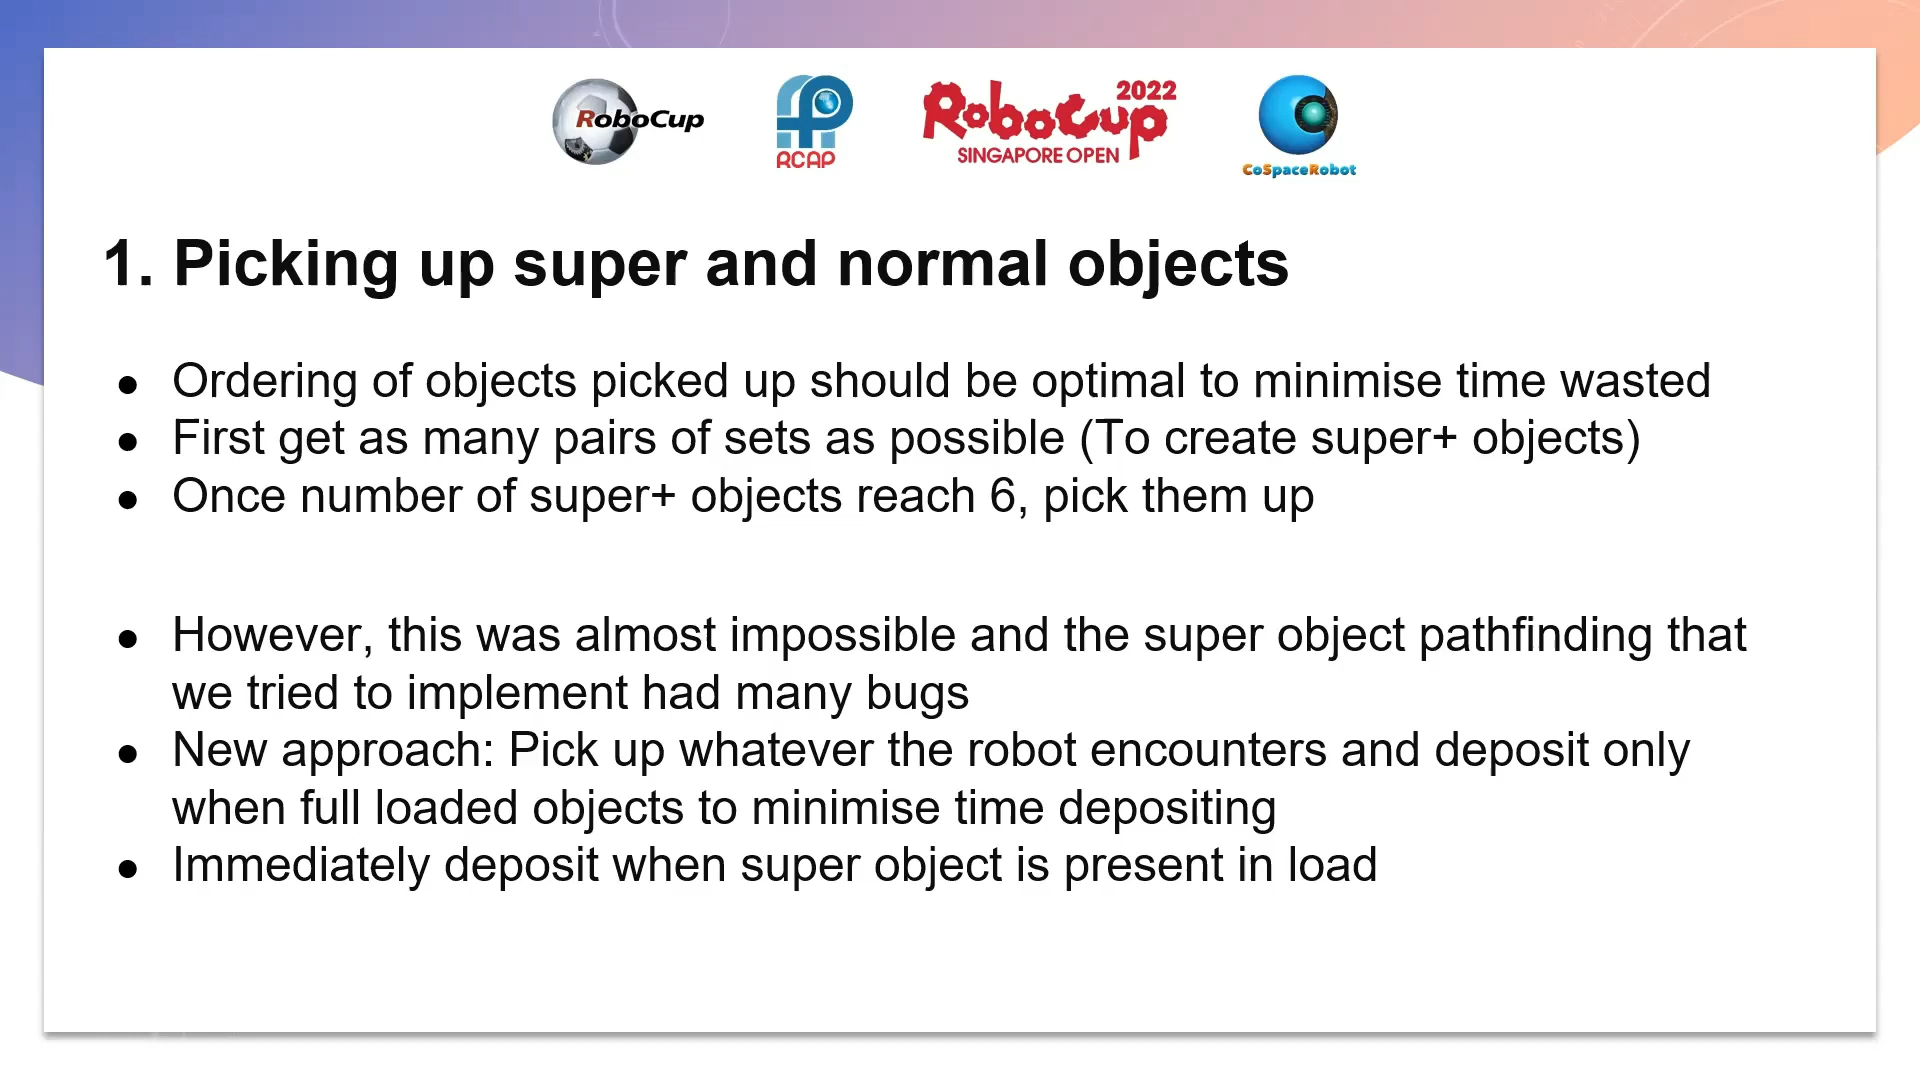 RoboCup
RCAP
RoboCup 2022
SINGAPORE OPEN
CoSpaceRobot
1. Picking up super and normal objects
● Ordering of objects picked up should be optimal to minimise time wasted
● First get as many pairs of sets as possible (To create super+ objects)
● Once number of super+ objects reach 6, pick them up
● However, this was almost impossible and the super object pathfinding that
we tried to implement had many bugs
● New approach: Pick up whatever the robot encounters and deposit only
when full loaded objects to minimise time depositing
● Immediately deposit when super object is present in load